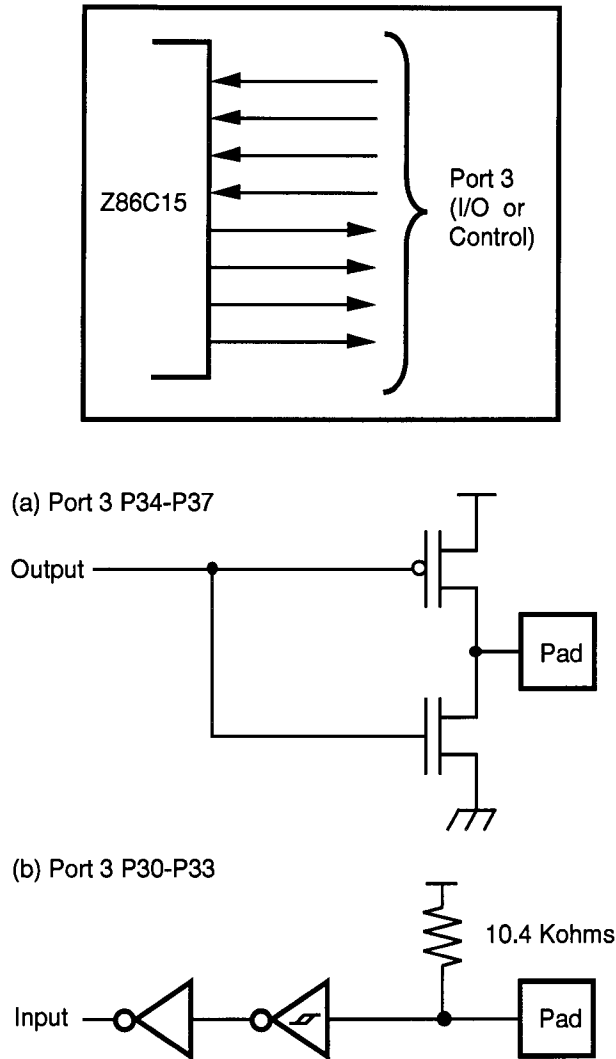 Z86C15
Port 3
(I/O or
Control)
(a) Port 3 P34-P37
Output
Pad
(b) Port 3 P30-P33
10.4 Kohms
Input
Pad